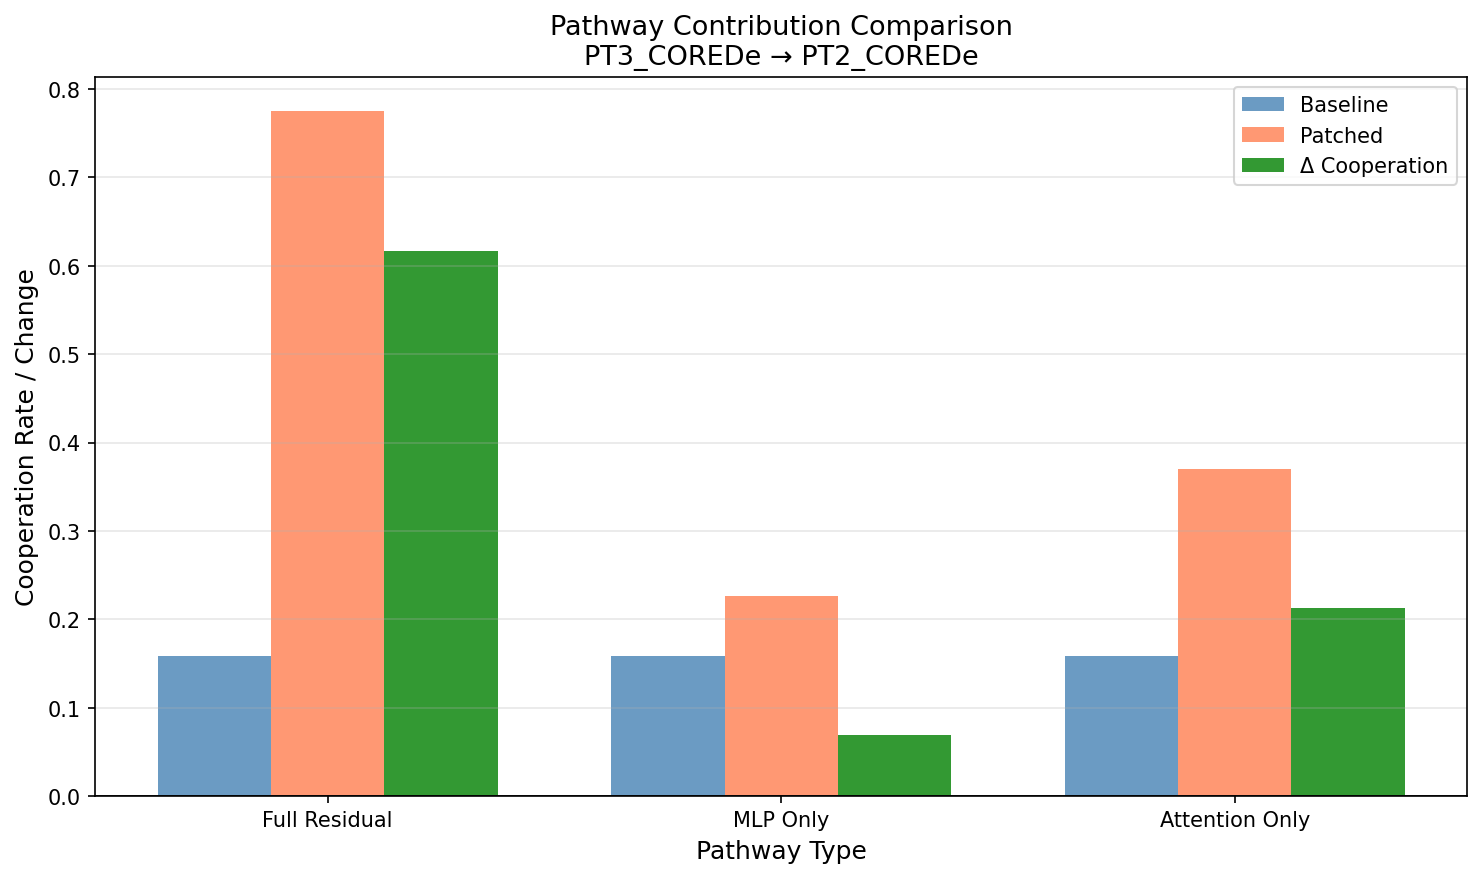 Pathway Contribution Comparison
PT3_COREDe → PT2_COREDe
Cooperation Rate / Change
0.8
0.7
0.6
0.5
0.4
0.3
0.2
0.1
0.0
Baseline
Patched
Δ Cooperation
Full Residual
MLP Only
Attention Only
Pathway Type